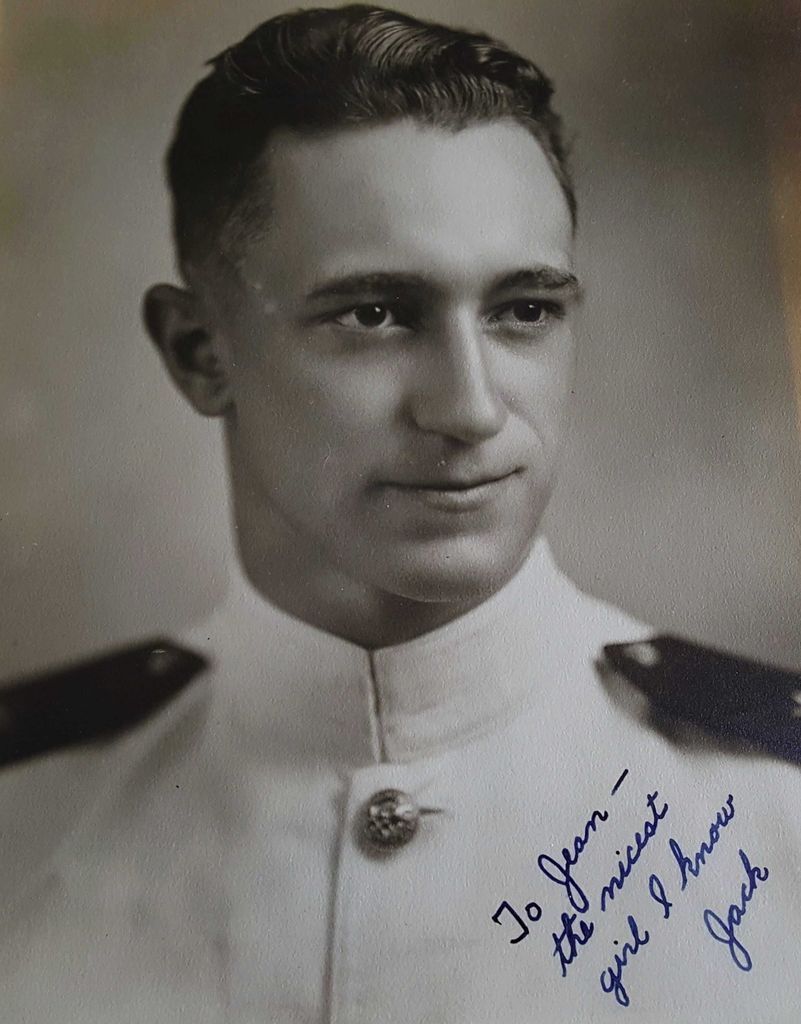 To Jean –
the nicest
girl I know
Jack